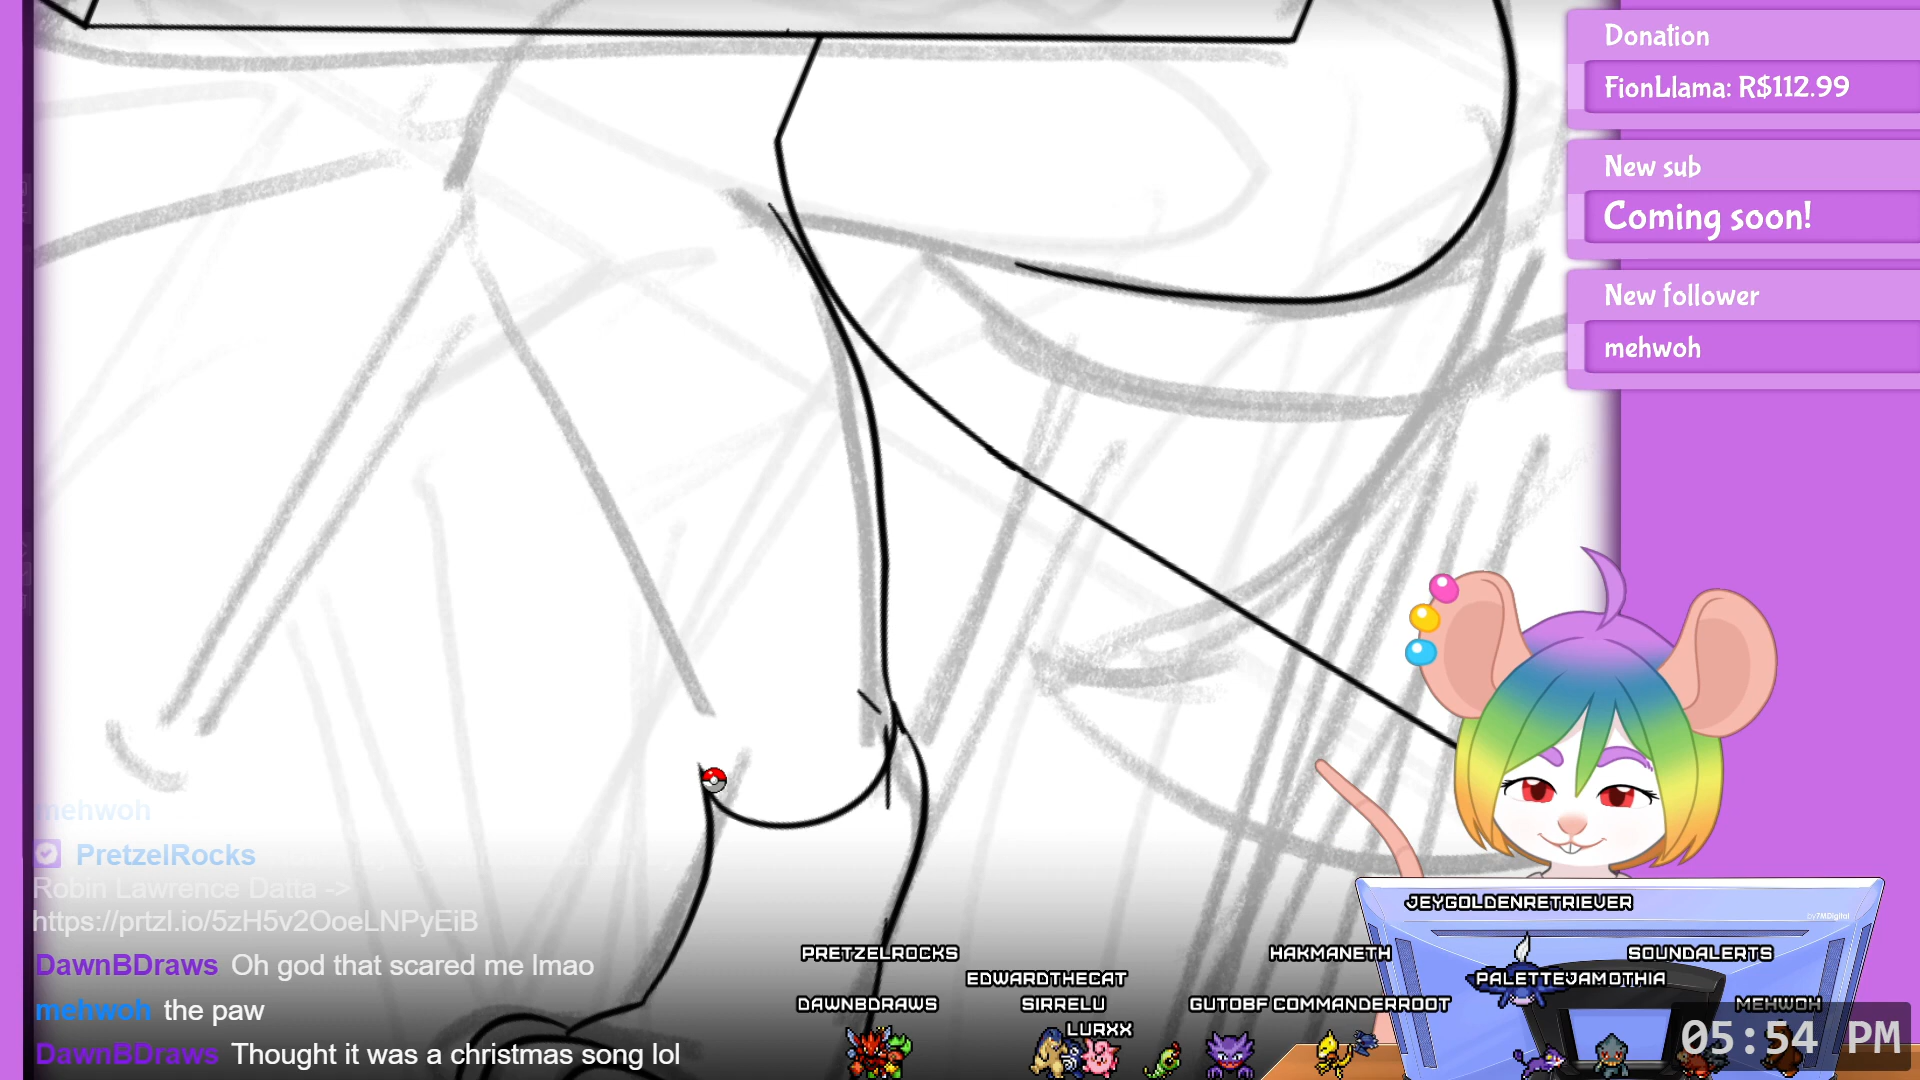 Donation
FionLlama: R$112.99
New sub
Coming soon!
New follower
mehwoh
mehwoh
PretzelRocks
Robin Lawrence Datta ->
https://prtzl.io/5zH5v2OoeLNPyEiB
DawnBDraws Oh god that scared me lmao
mehwoh the paw
DawnBDraws Thought it was a christmas song lol
JEYGOLDENRETRIEVER
by7MDigital
PRETZELROCKS
HAKMANETH
SOUNDALERTS
EDWARDTHECAT
PALETTEJAMOTHIA
DAWNBDRAWS
SIRRELU
GUTOBF COMMANDERROOT
MEHWOH
LURXX
05:54 PM